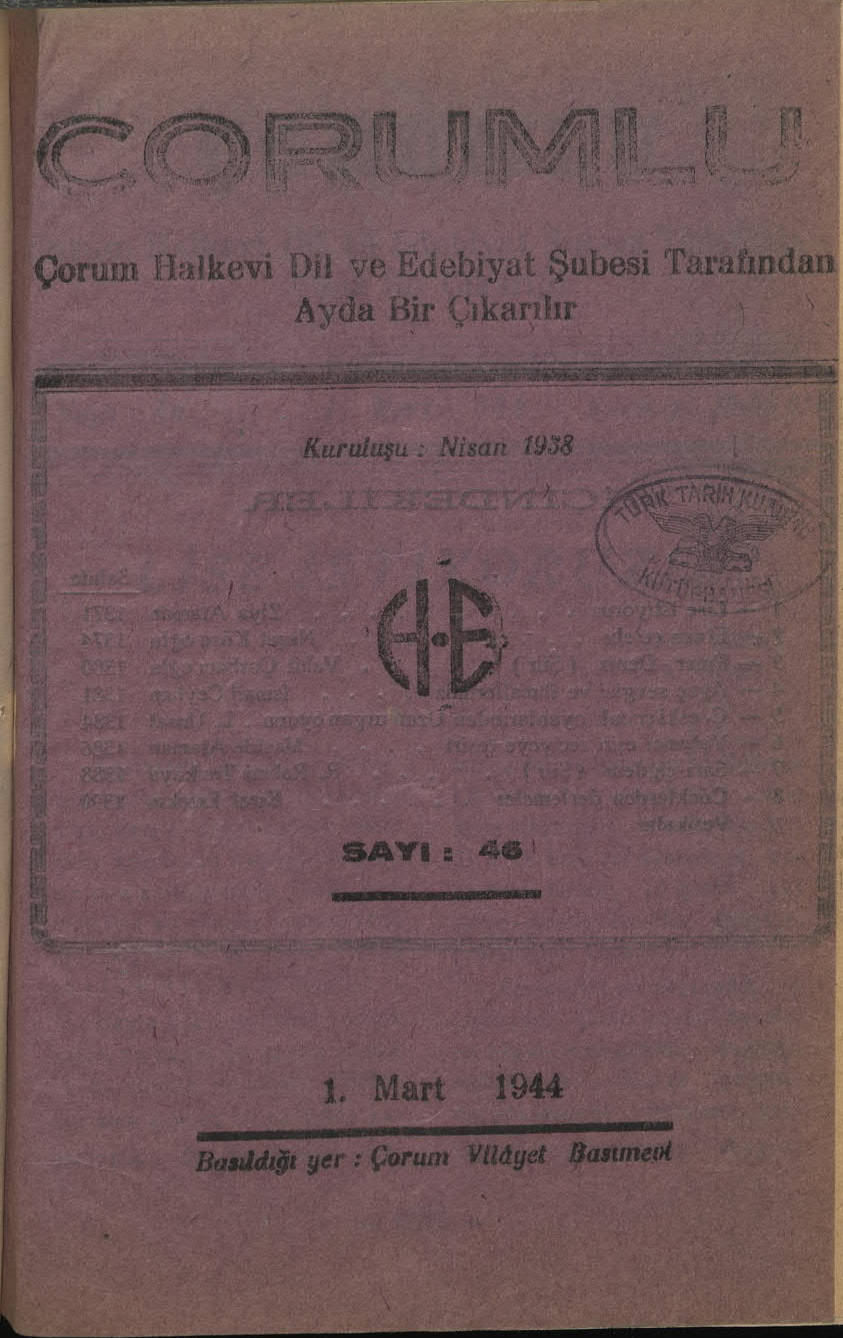 ÇORUMLU
Çorum Halkevi Dil ve Edebiyat Şubesi Tarafından
Ayda Bir Çıkarılır
Kuruluşu : Nisan 1938
TÜRK TARİH KURUMU
KÜTÜPHANESİ
H·E
SAYI : 46
1. Mart 1944
Basıldığı yer : Çorum Vilâyet Basımevi